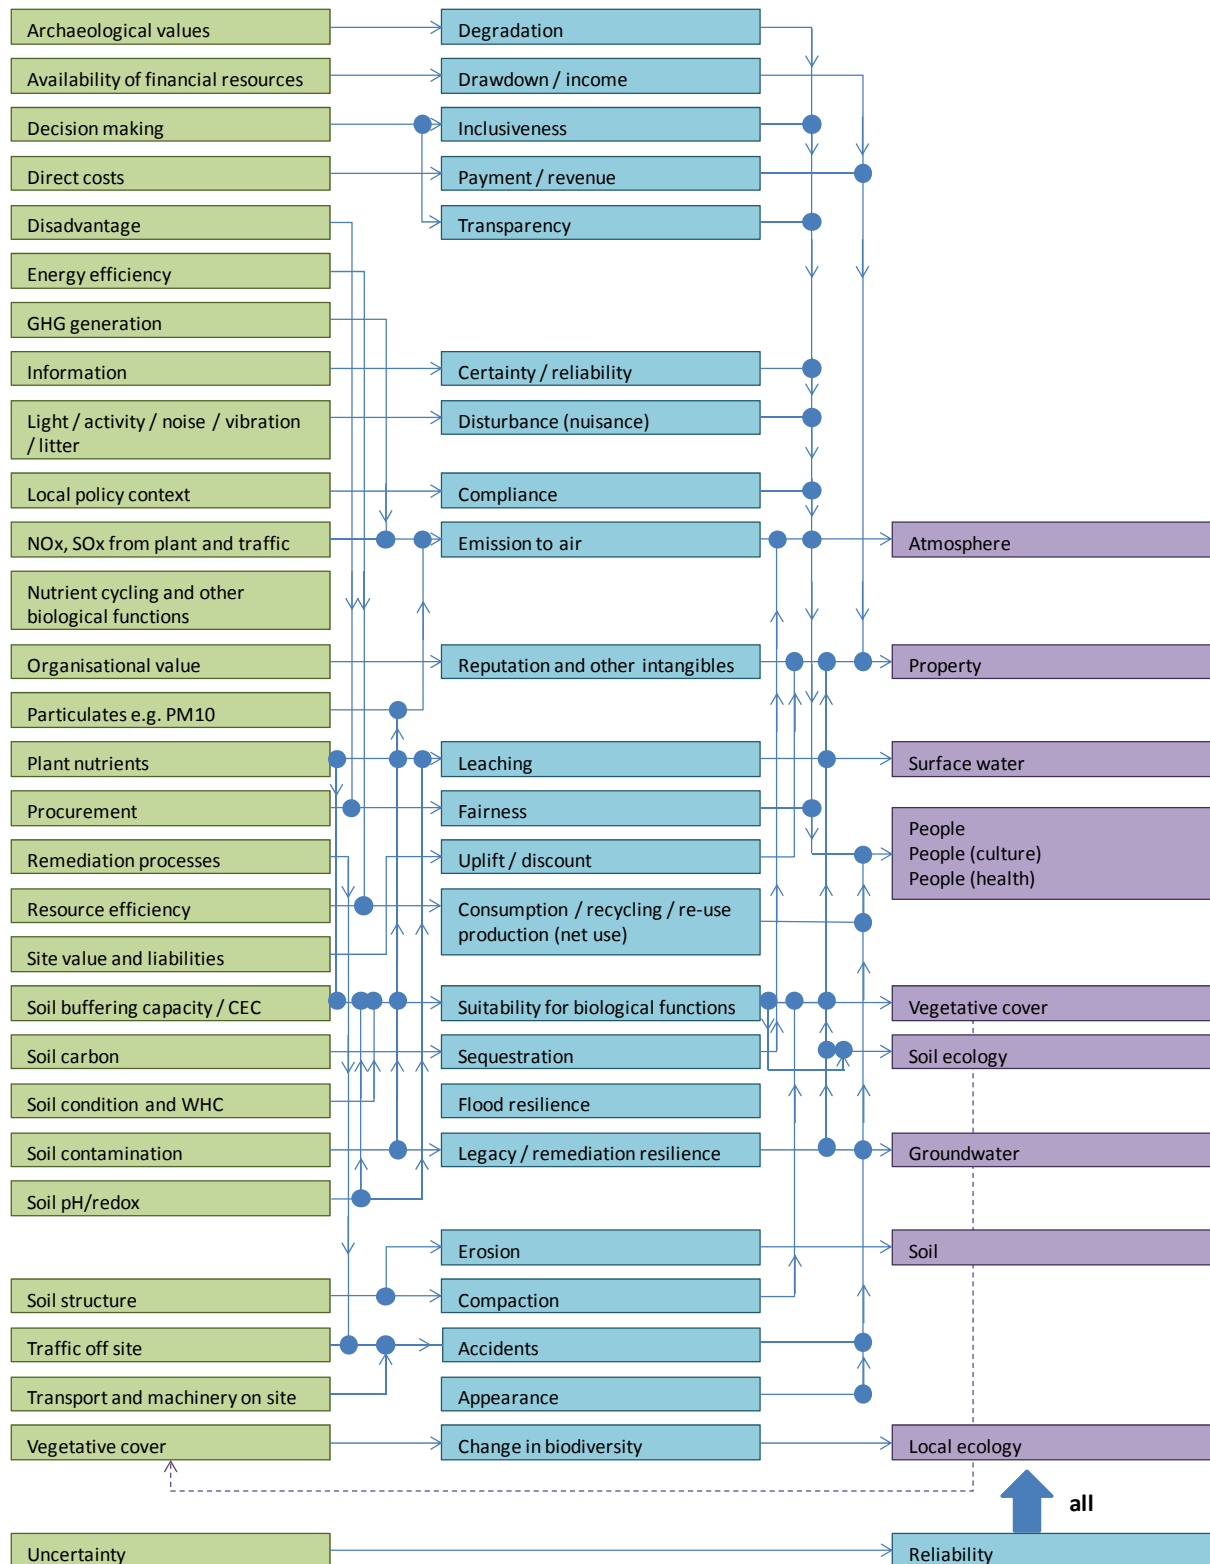 Archaeological values
Degradation
Availability of financial resources
Drawdown / income
Decision making
Inclusiveness
Direct costs
Payment / revenue
Disadvantage
Transparency
Energy efficiency
GHG generation
Information
Certainty / reliability
Light / activity / noise / vibration
/ litter
Disturbance (nuisance)
Local policy context
Compliance
NOx, SOx from plant and traffic
Emission to air
Atmosphere
Nutrient cycling and other
biological functions
Organisational value
Reputation and other intangibles
Property
Particulates e.g. PM10
Plant nutrients
Leaching
Surface water
Procurement
Fairness
People
People (culture)
People (health)
Remediation processes
Uplift / discount
Resource efficiency
Consumption / recycling / re-use
production (net use)
Site value and liabilities
Soil buffering capacity / CEC
Suitability for biological functions
Vegetative cover
Soil carbon
Sequestration
Soil ecology
Soil condition and WHC
Flood resilience
Soil contamination
Legacy / remediation resilience
Groundwater
Soil pH/redox
Erosion
Soil
Soil structure
Compaction
Traffic off site
Accidents
Transport and machinery on site
Appearance
Vegetative cover
Change in biodiversity
Local ecology
all
Uncertainty
Reliability